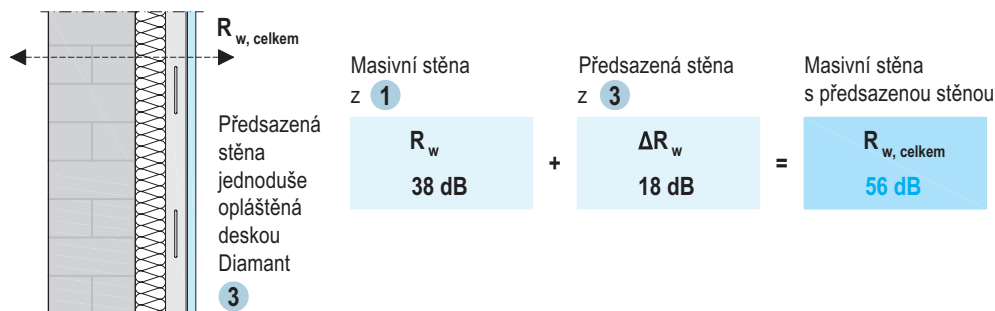 R w, celkem
Předsazená
stěna
jednoduše
opláštěná
deskou
Diamant
3
Masivní stěna
z 1
R w
38 dB
+
Předsazená stěna
z 3
ΔR w
18 dB
=
Masivní stěna
s předsazenou stěnou
R w, celkem
56 dB